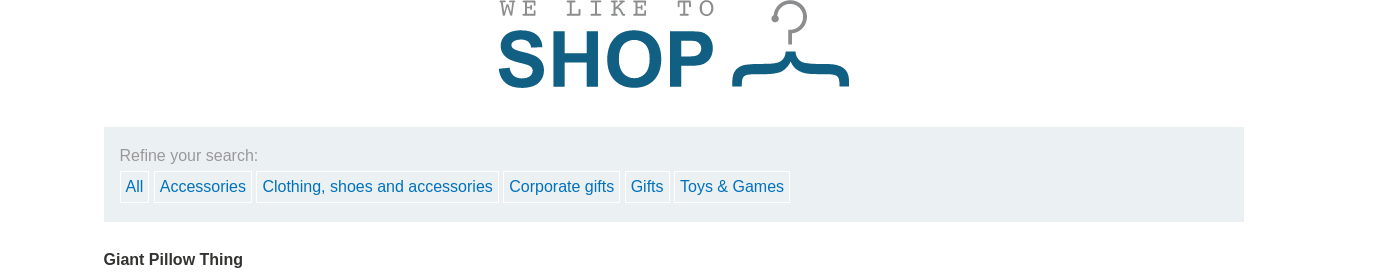 WE LIKE TO
SHOP
Refine your search:
All Accessories Clothing, shoes and accessories Corporate gifts Gifts Toys & Games
Giant Pillow Thing